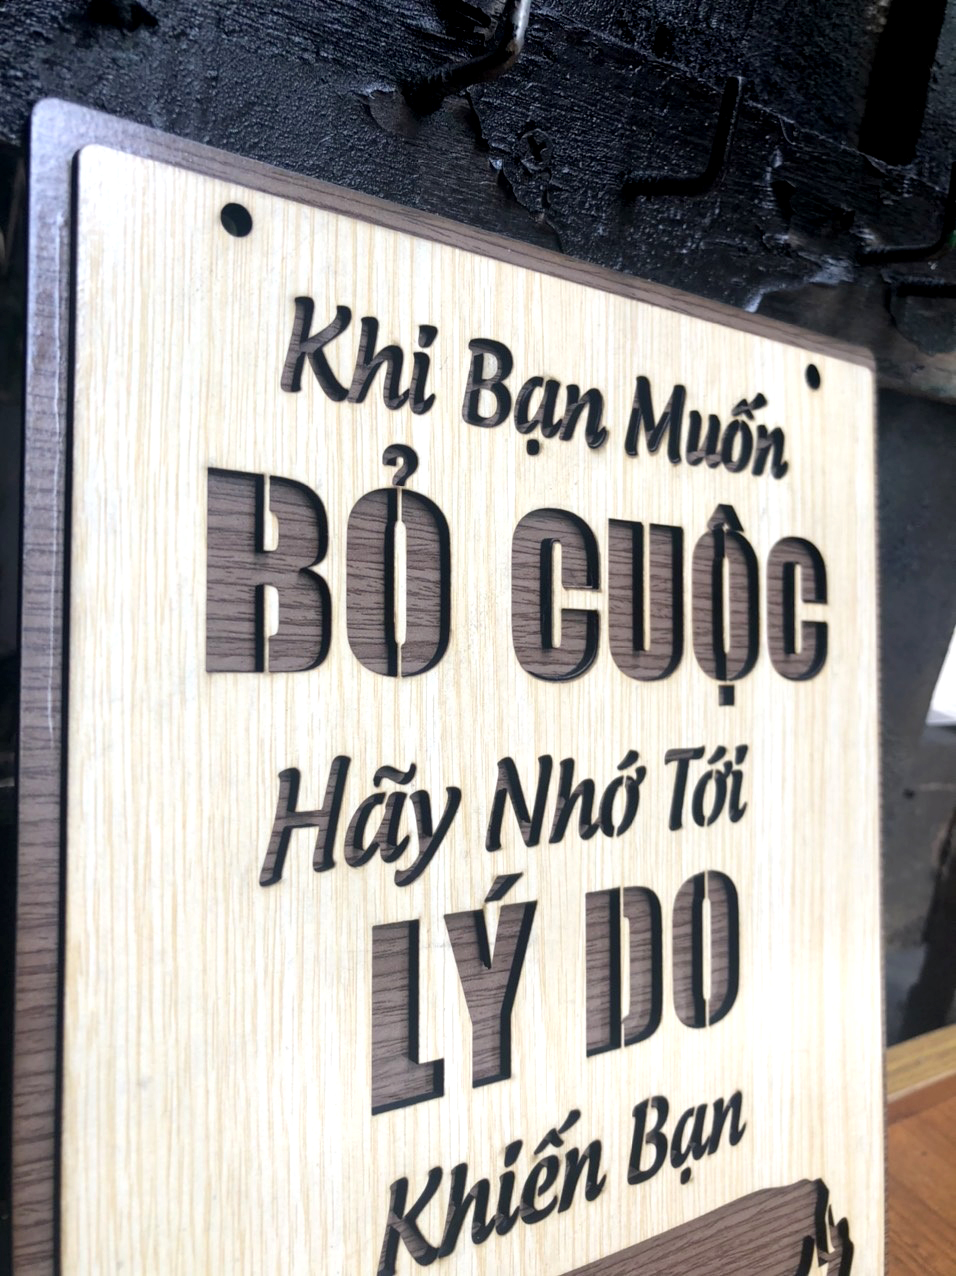 Khi Bạn Muốn
BỎ CUỘC
Hãy Nhớ Tới
LÝ DO
Khiến Bạn